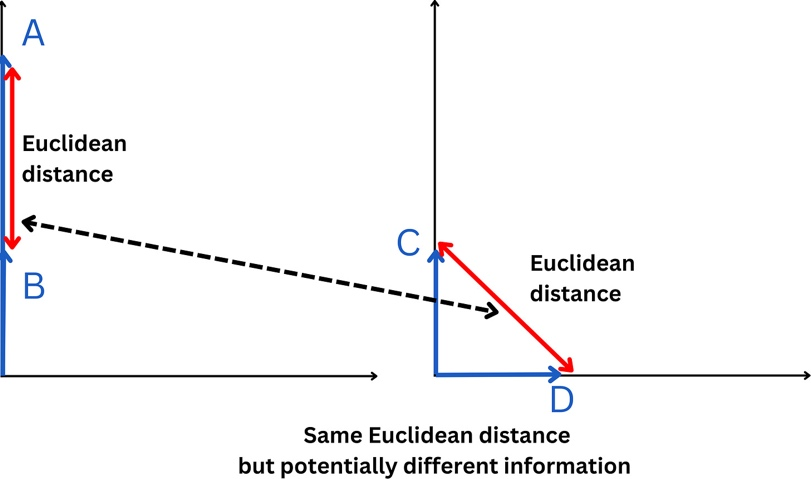 A
Euclidean
distance
B
C
Euclidean
distance
D
Same Euclidean distance
but potentially different information